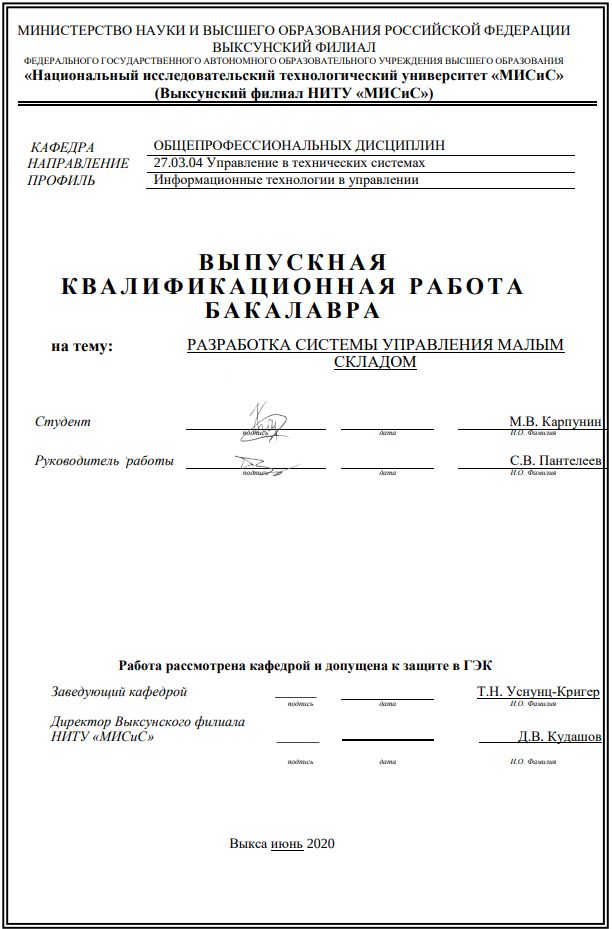 МИНИСТЕРСТВО НАУКИ И ВЫСШЕГО ОБРАЗОВАНИЯ РОССИЙСКОЙ ФЕДЕРАЦИИ
ВЫКСУНСКИЙ ФИЛИАЛ
ФЕДЕРАЛЬНОГО ГОСУДАРСТВЕННОГО АВТОНОМНОГО ОБРАЗОВАТЕЛЬНОГО УЧРЕЖДЕНИЯ ВЫСШЕГО ОБРАЗОВАНИЯ
«Национальный исследовательский технологический университет «МИСиС»
(Выксунский филиал НИТУ «МИСиС»)
КАФЕДРА ОБЩЕПРОФЕССИОНАЛЬНЫХ ДИСЦИПЛИН
НАПРАВЛЕНИЕ 27.03.04 Управление в технических системах
ПРОФИЛЬ Информационные технологии в управлении
ВЫПУСКНАЯ
КВАЛИФИКАЦИОННАЯ РАБОТА
БАКАЛАВРА
на тему: РАЗРАБОТКА СИСТЕМЫ УПРАВЛЕНИЯ МАЛЫМ
СКЛАДОМ
Студент М.В. Карпунин
подпись дата И.О. Фамилия
Руководитель работы С.В. Пантелеев
подпись дата И.О. Фамилия
Работа рассмотрена кафедрой и допущена к защите в ГЭК
Заведующий кафедрой Т.Н. Уснунц-Кригер
подпись дата И.О. Фамилия
Директор Выксунского филиала
НИТУ «МИСиС» Д.В. Кудашов
подпись дата И.О. Фамилия
Выкса июнь 2020